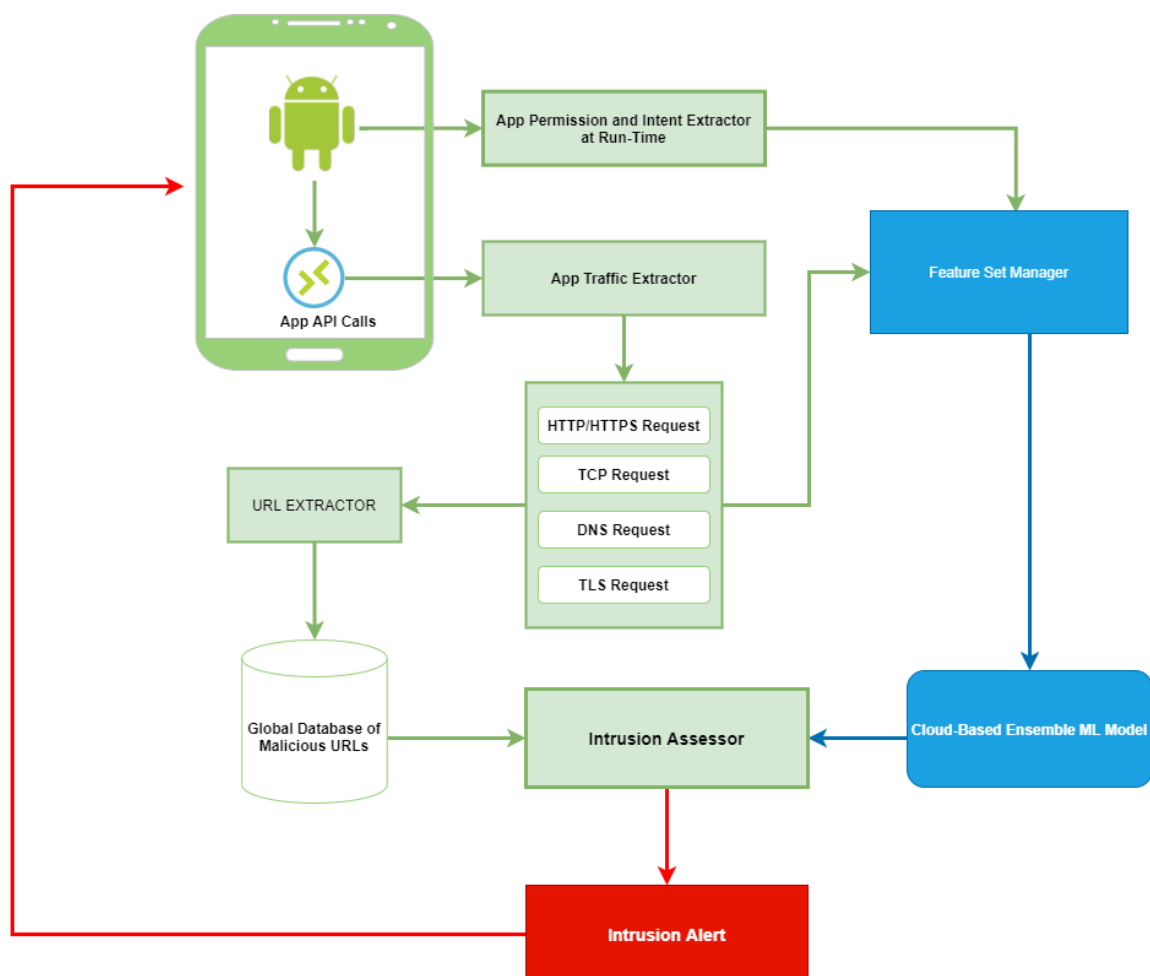 App Permission and Intent Extractor
at Run-Time
Feature Set Manager
App Traffic Extractor
App API Calls
HTTP/HTTPS Request
TCP Request
DNS Request
TLS Request
URL EXTRACTOR
Global Database of
Malicious URLs
Intrusion Assessor
Cloud-Based Ensemble ML Model
Intrusion Alert